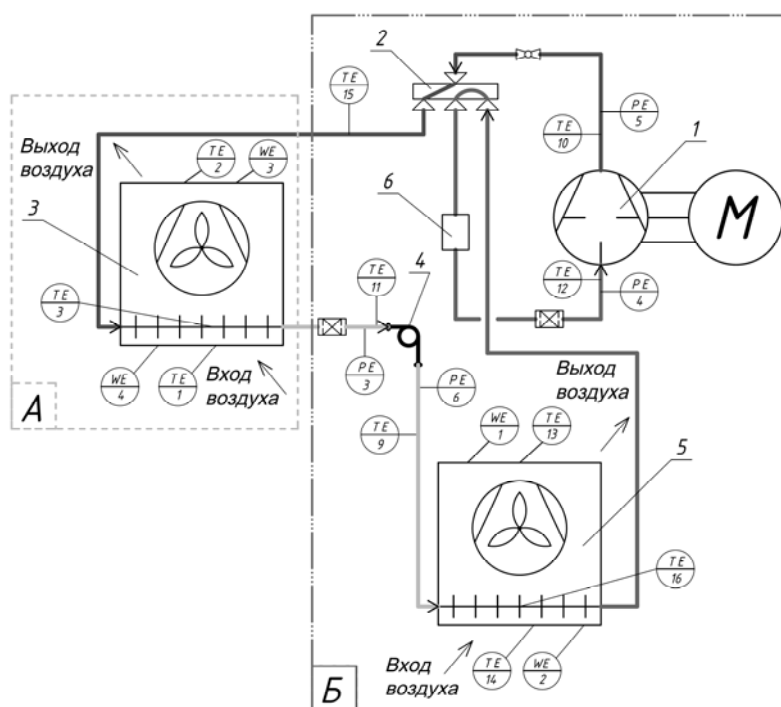 2
TE
15
PE
5
TE
10
Выход
воздуха
TE
2
WE
3
1
М
3
6
TE
3
TE
11
4
TE
12
PE
4
WE
4
TE
1
Вход
воздуха
PE
3
PE
6
Выход
воздуха
А
TE
9
WE
1
TE
13
5
TE
16
Вход
воздуха
TE
14
WE
2
Б